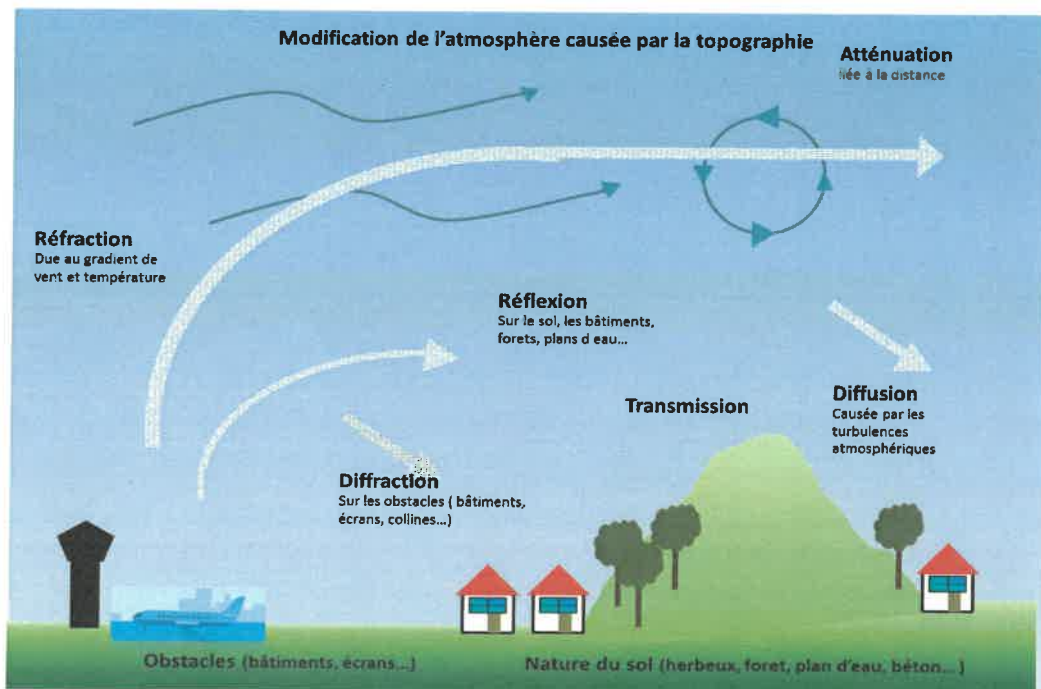 Modification de l'atmosphère causée par la topographie
Atténuation
liée à la distance
Réfraction
Due au gradient de
vent et température
Réflexion
Sur le sol, les bâtiments,
forets, plans d eau...
Transmission
Diffusion
Causée par les
turbulences
atmosphériques
Diffraction
Sur les obstacles ( bâtiments,
écrans, collines...)
Obstacles (bâtiments, écrans...)
Nature du sol (herbeux, foret, plan d'eau, béton... )